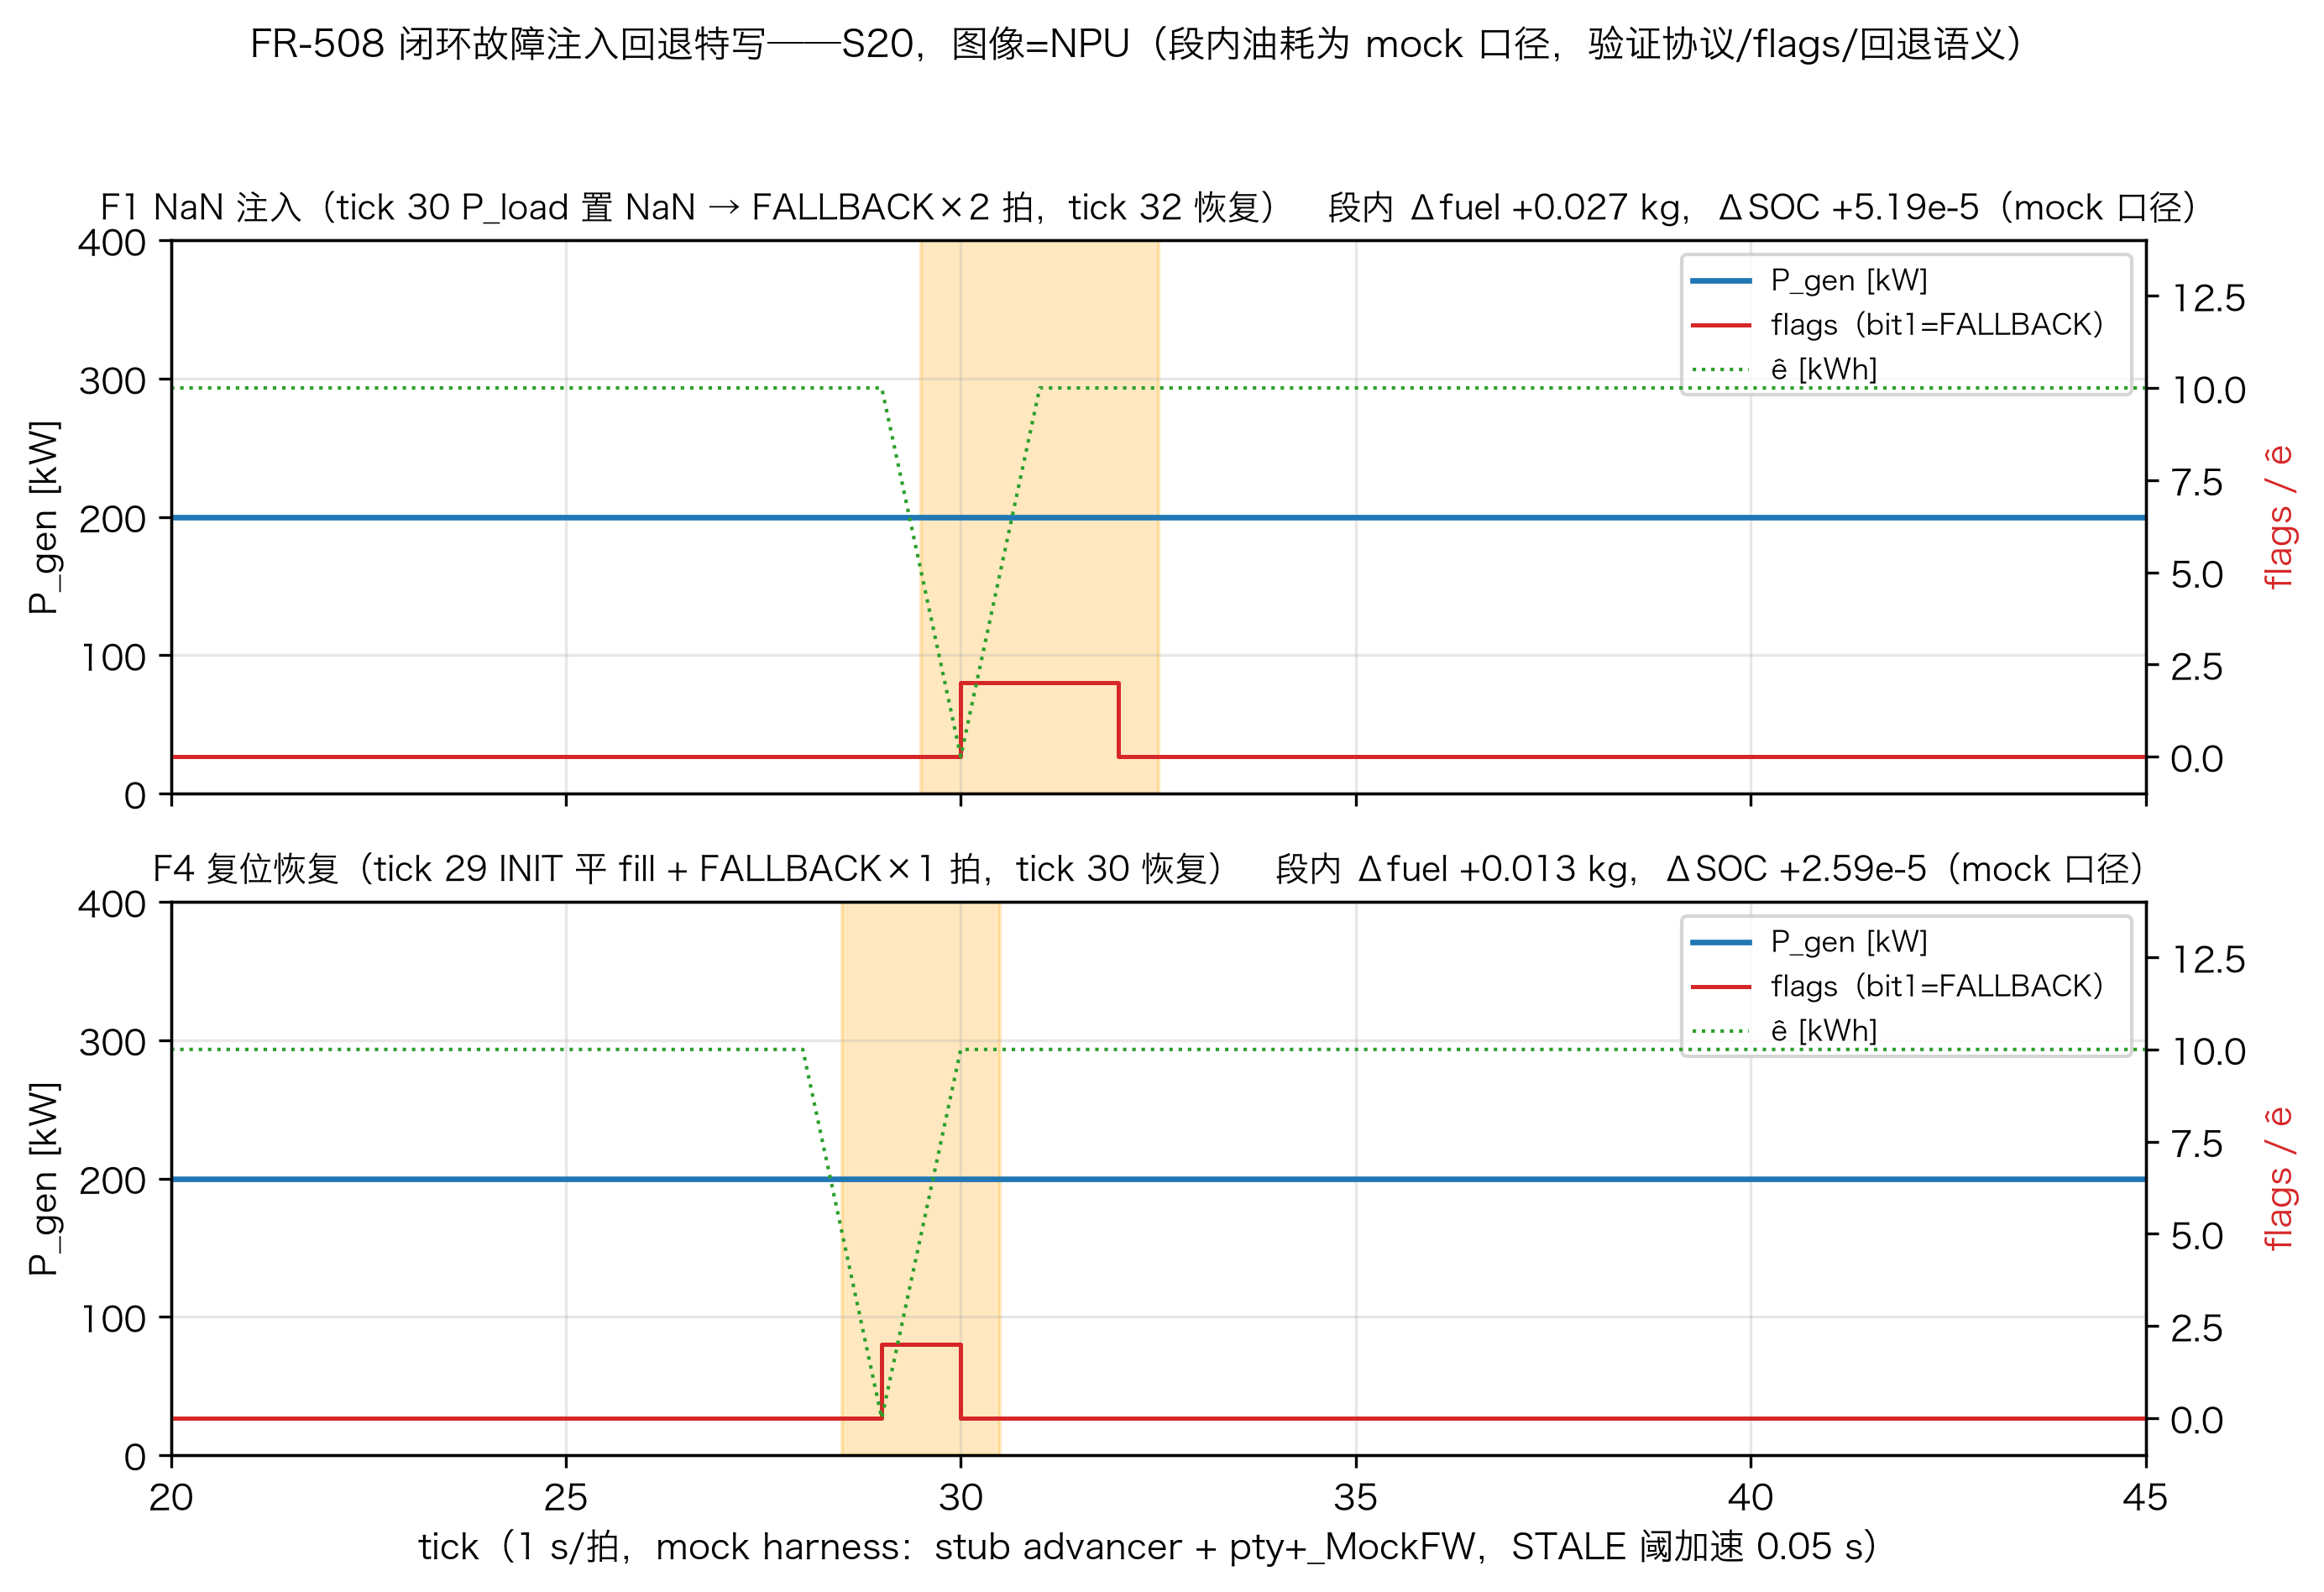 FR-508 闭环故障注入回退特写——S20，图像=NPU（段内油耗为 mock 口径，验证协议/flags/回退语义）
F1 NaN 注入（tick 30 P_load 置 NaN → FALLBACK×2 拍，tick 32 恢复） 段内 Δfuel +0.027 kg，ΔSOC +5.19e-5（mock 口径）
400
300
200
100
0
P_gen [kW]
P_gen [kW]
flags（bit1=FALLBACK）
ê [kWh]
12.5
10.0
7.5
5.0
2.5
0.0
flags / ê
F4 复位恢复（tick 29 INIT 平 fill + FALLBACK×1 拍，tick 30 恢复） 段内 Δfuel +0.013 kg，ΔSOC +2.59e-5（mock 口径）
400
300
200
100
0
P_gen [kW]
P_gen [kW]
flags（bit1=FALLBACK）
ê [kWh]
12.5
10.0
7.5
5.0
2.5
0.0
flags / ê
20 25 30 35 40 45
tick（1 s/拍，mock harness：stub advancer + pty+_MockFW，STALE 阈加速 0.05 s）